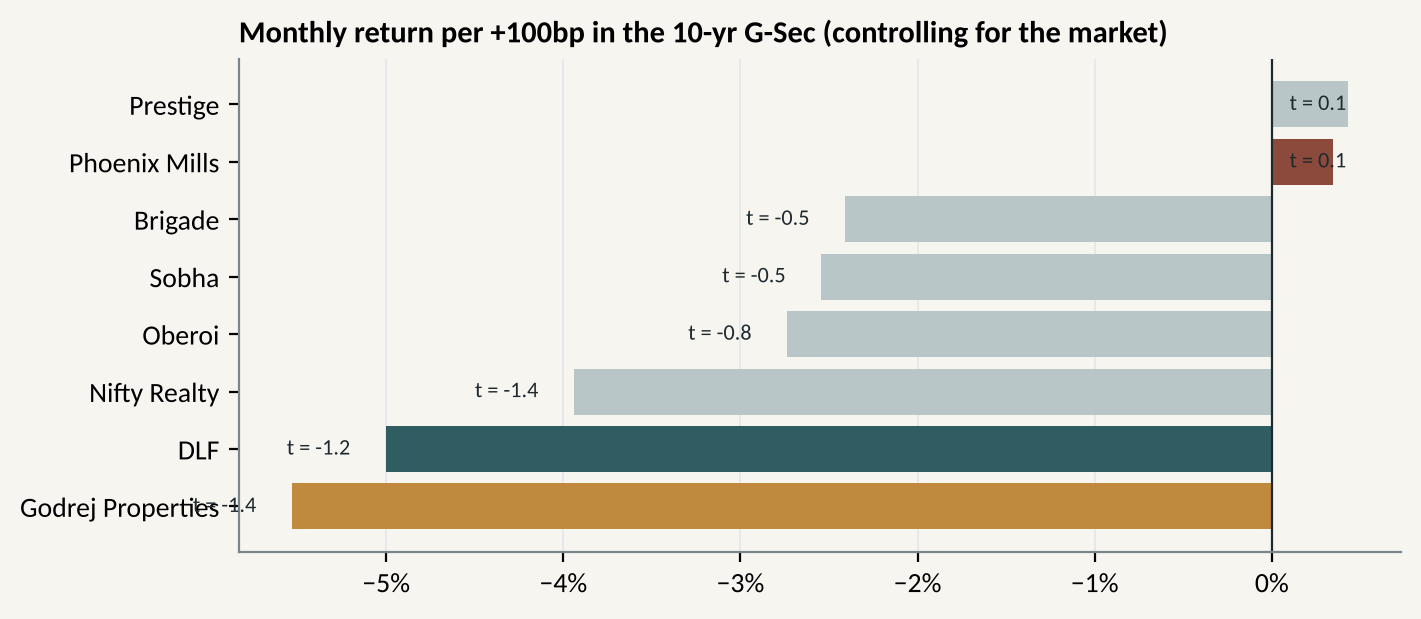 Monthly return per +100bp in the 10-yr G-Sec (controlling for the market)
Prestige
t = 0.1
Phoenix Mills
t = 0.1
Brigade
t = -0.5
Sobha
t = -0.5
Oberoi
t = -0.8
Nifty Realty
t = -1.4
DLF
t = -1.2
Godrej Properties
t = -1.4
−5%
−4%
−3%
−2%
−1%
0%